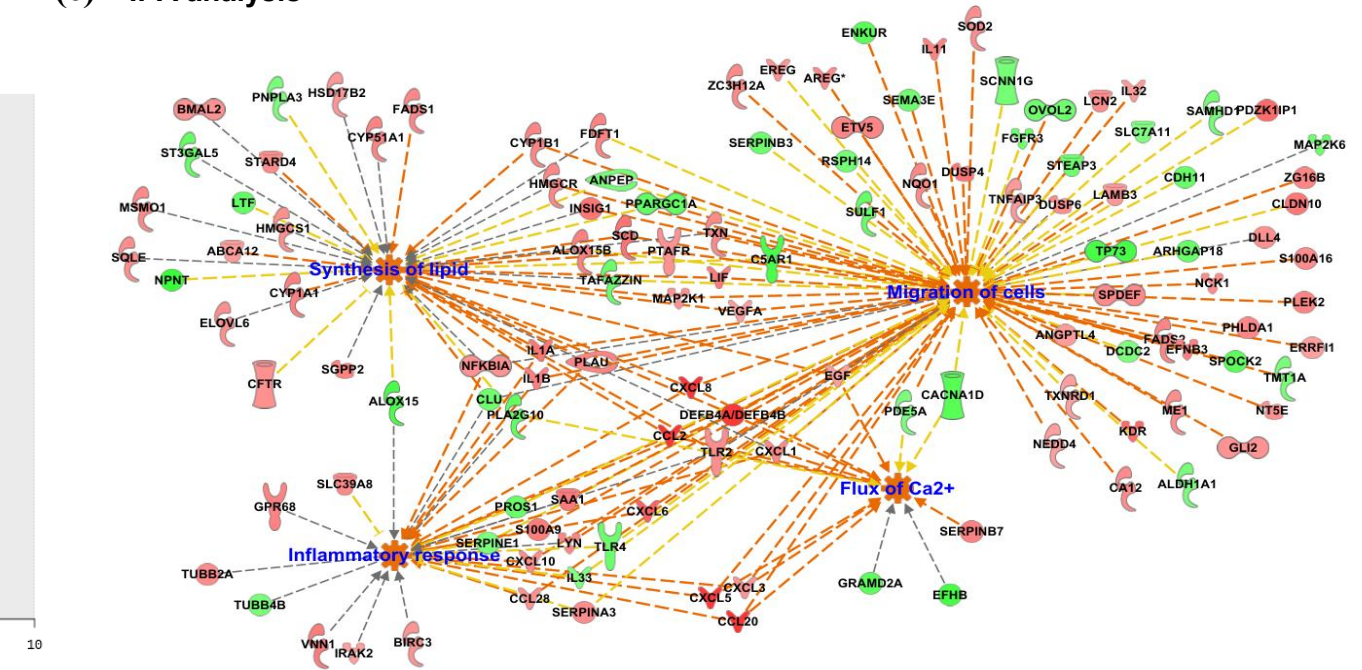 ENKUR
SOD2
IL11
EREG
AREG*
ZC3H12A
SCNN1G
IL32
LCN2
SEMA3E
OVOL2
SAMHD1
PDZK1IP1
BMAL2
PNPLA3
HSD17B2
FADS1
CYP51A1
ETV5
FGFR3
SLC7A11
MAP2K6
SERPINB3
CYP1B1
FDFT1
ST3GAL5
STARD4
RSPH14
DUSP4
STEAP3
CDH11
ZG16B
HMGCR
ANPEP
NQO1
LAMB3
CLDN10
MSMO1
LTF
INSIG1
PPARGC1A
SULF1
TNFAIP3
DUSP6
HMGCS1
SCD
TXN
DLL4
SQLE
ABCA12
ALOX15B
PTAFR
C5AR1
TP73
ARHGAP18
S100A16
Synthesis of lipid
NPNT
TAFAZZIN
LIF
NCK1
CYP1A1
MAP2K1
VEGFA
Migration of cells
SPDEF
PLEK2
ELOVL6
ANGPTL4
PHLDA1
FADS2
EFNB3
ERRFI1
DCDC2
SPOCK2
TMT1A
IL1A
NFKBIA
PLAU
SGPP2
CFTR
IL1B
EGF
CXCL8
CACNA1D
TXNRD1
ALOX15
CLU
PLA2G10
DEFB4A/DEFB4B
PDE5A
ME1
NT5E
CCL2
KDR
TLR2
CXCL1
NEDD4
GLI2
SLC39A8
Flux of Ca2+
CA12
ALDH1A1
GPR68
PROS1
SAA1
CXCL6
S100A9
SERPINB7
SERPINE1
LYN
TLR4
Inflammatory response
CXCL10
TUBB2A
IL33
GRAMD2A
EFHB
TUBB4B
CCL28
CXCL3
CXCL5
SERPINA3
CCL20
VNN1
IRAK2
BIRC3
10